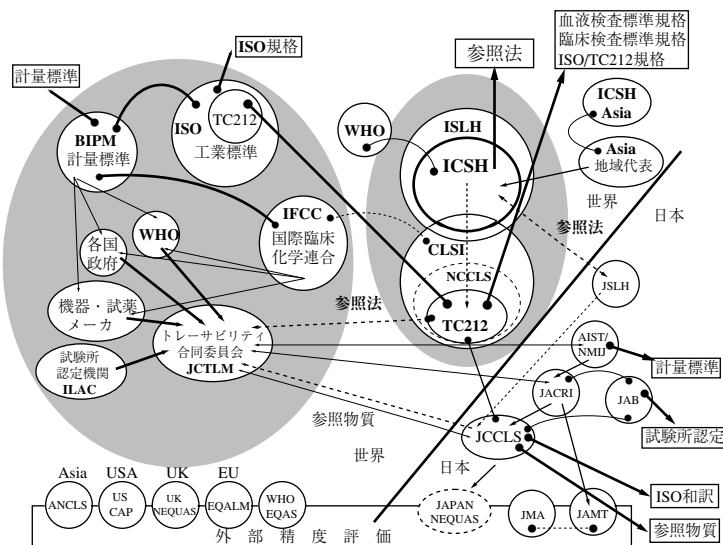 血液検査標準規格
臨床検査標準規格
ISO/TC212規格
ISO規格
参照法
計量標準
ICSH
Asia
WHO
ISLH
TC212
ISO
BIPM
計量標準
工業標準
ICSH
Asia
地域代表
世界
日本
参照法
IFCC
国際臨床
化学連合
WHO
各国
政府
CLSI
NCCLS
JSLH
機器・試薬
メーカ
参照法
TC212
トレーサビリティ
合同委員会
JCTLM
AIST/
NMIJ
計量標準
試験所
認定機関
ILAC
JACRI
JAB
参照物質
JCCLS
試験所認定
世界
日本
Asia
USA
UK
EU
ISO和訳
ANCLS
US
CAP
UK
NEQUAS
EQALM
WHO
EQAS
JAPAN
NEQUAS
JMA
JAMT
参照物質
外部精度評価